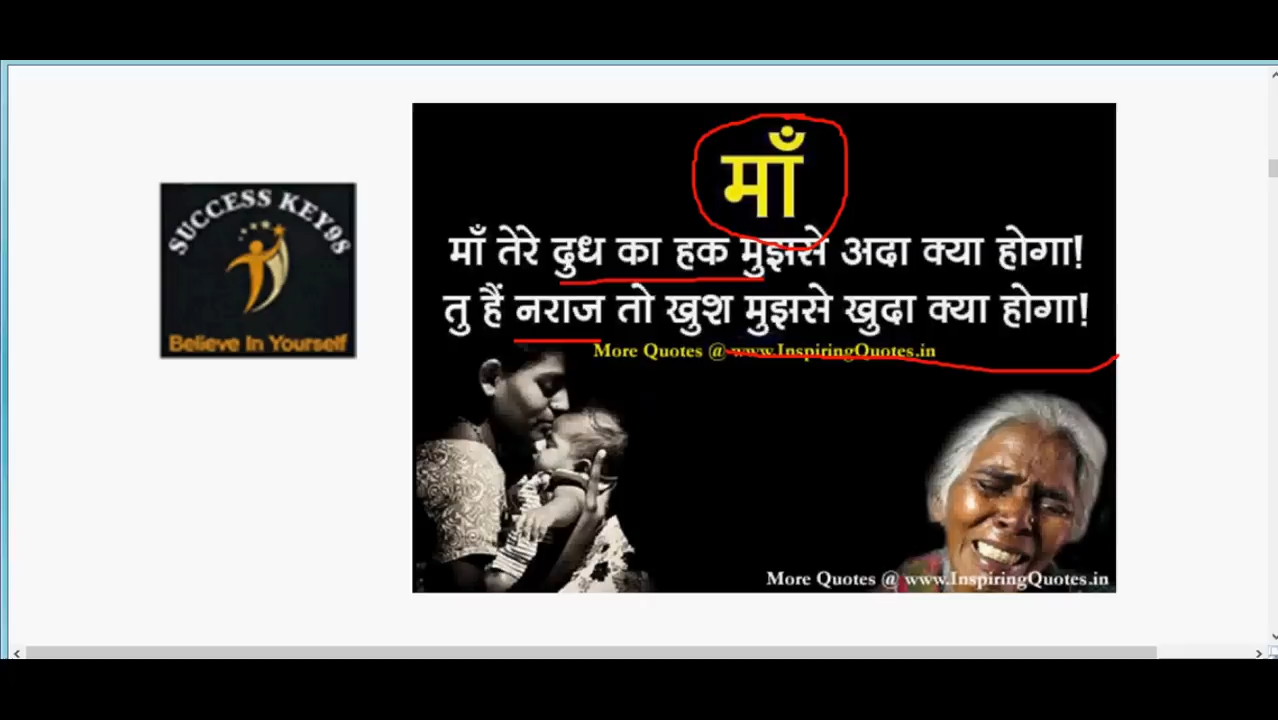 SUCCESS KEY98
Believe In Yourself
माँ
माँ तेरे दुध का हक मुझसे अदा क्या होगा!
तु हैं नराज तो खुश मुझसे खुदा क्या होगा!
More Quotes @ www.InspiringQuotes.in
More Quotes @ www.InspiringQuotes.in